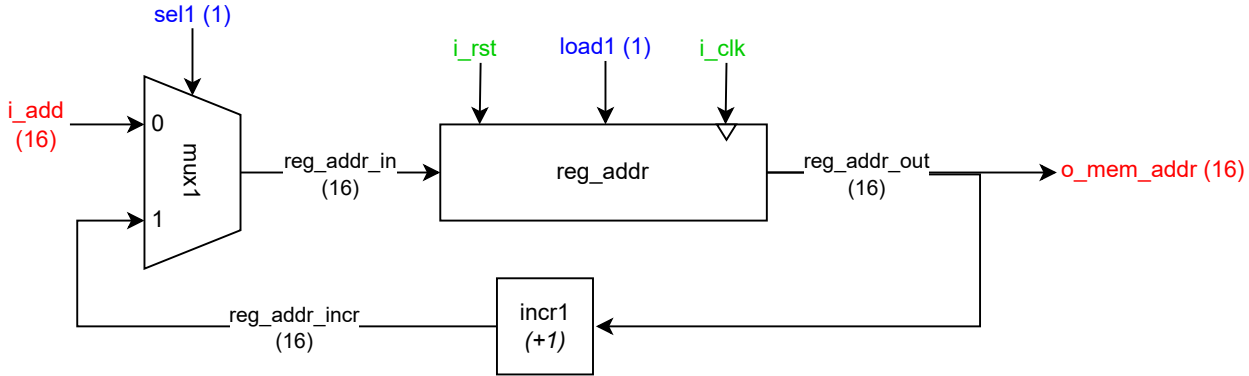 sel1 (1)
i_rst
load1 (1)
i_clk
i_add
(16)
0
mux1
1
reg_addr_in
(16)
reg_addr
reg_addr_out
(16)
o_mem_addr (16)
reg_addr_incr
(16)
incr1
(+1)